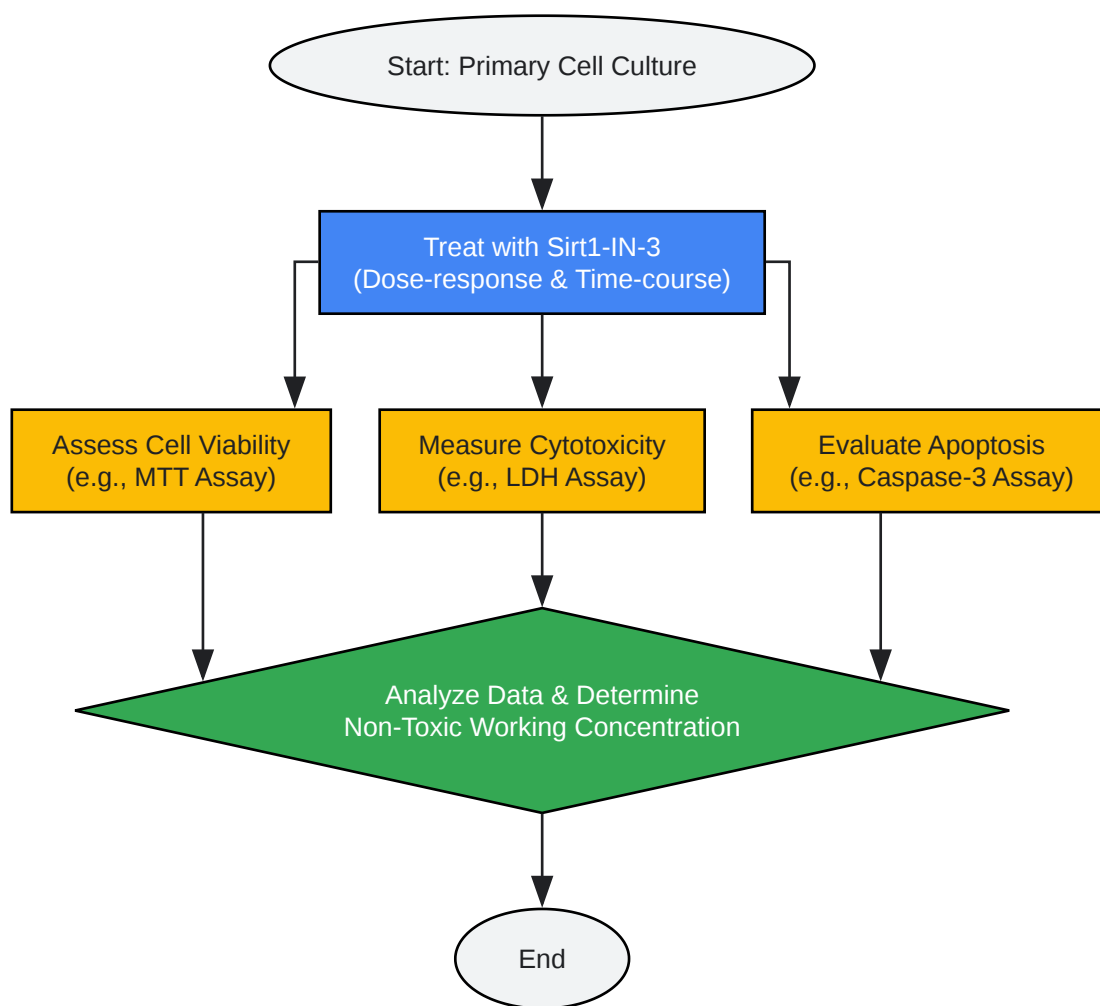 Start: Primary Cell Culture
Treat with Sirt1-IN-3
(Dose-response & Time-course)
Assess Cell Viability
(e.g., MTT Assay)
Measure Cytotoxicity
(e.g., LDH Assay)
Evaluate Apoptosis
(e.g., Caspase-3 Assay)
Analyze Data & Determine
Non-Toxic Working Concentration
End